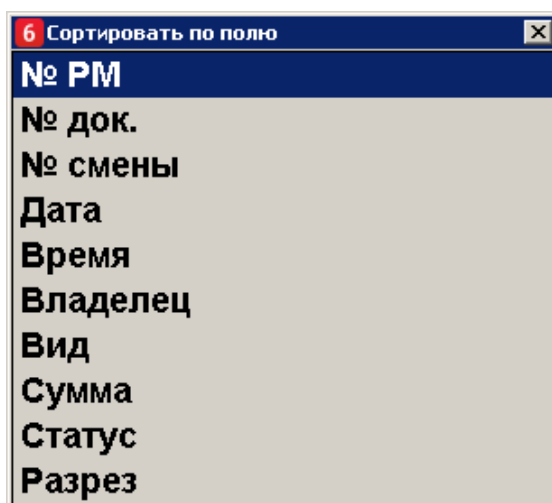 6 Сортировать по полю
№ РМ
№ док.
№ смены
Дата
Время
Владелец
Вид
Сумма
Статус
Разрез